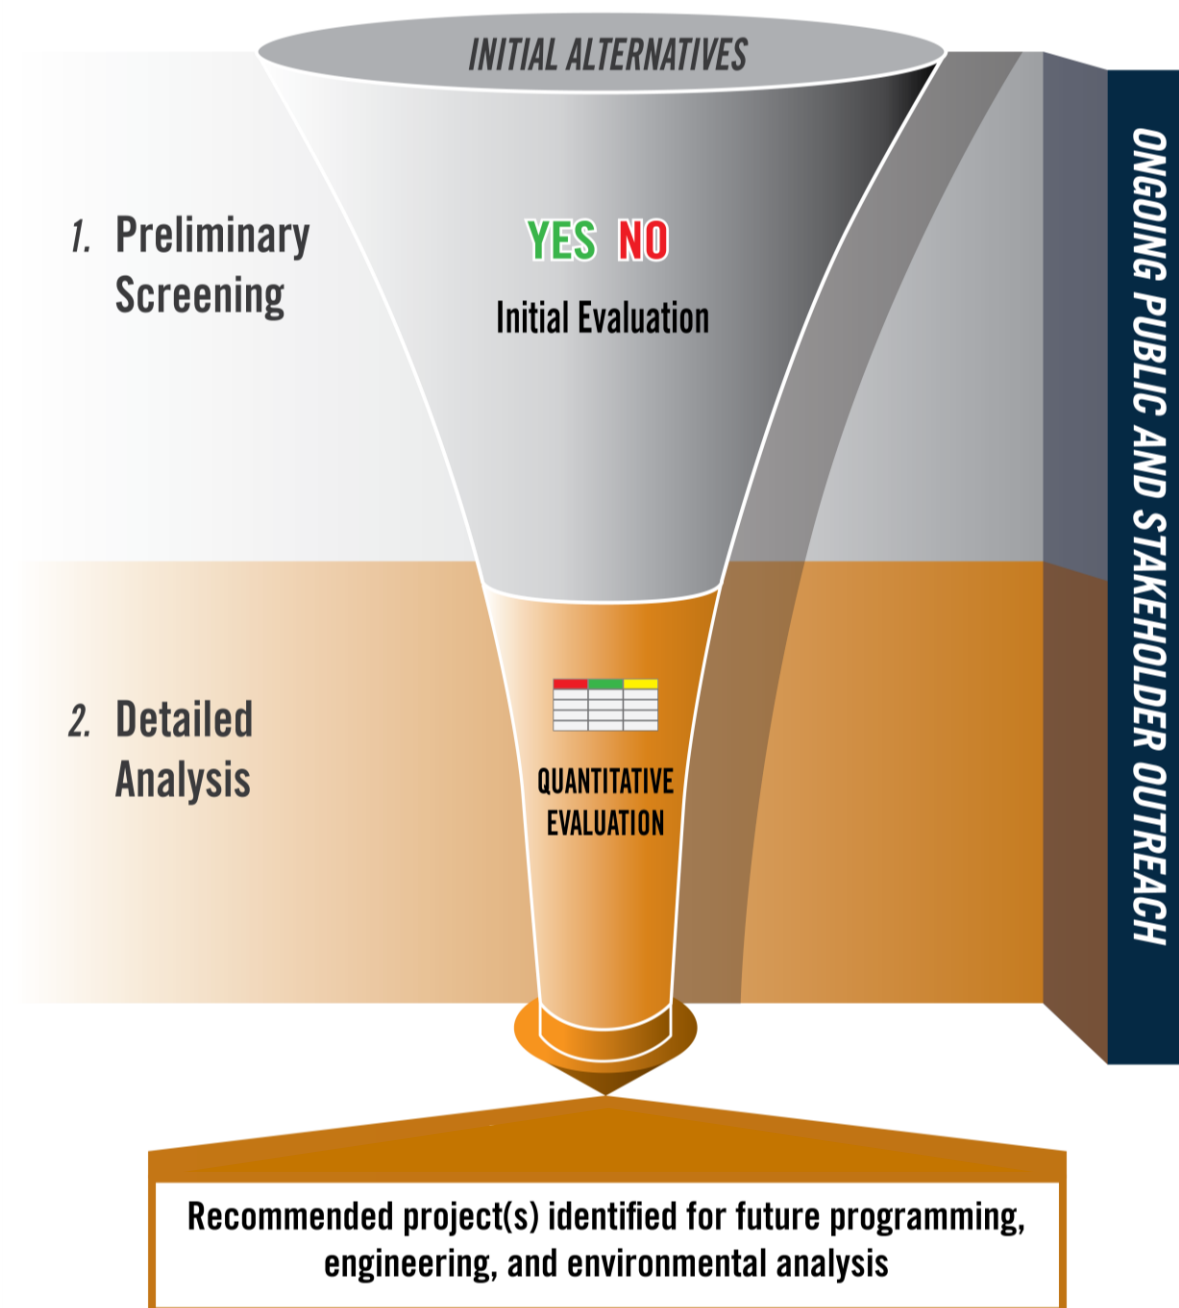 INITIAL ALTERNATIVES
1. Preliminary
Screening
YES NO
Initial Evaluation
2. Detailed
Analysis
QUANTITATIVE
EVALUATION
ONGOING PUBLIC AND STAKEHOLDER OUTREACH
Recommended project(s) identified for future programming,
engineering, and environmental analysis